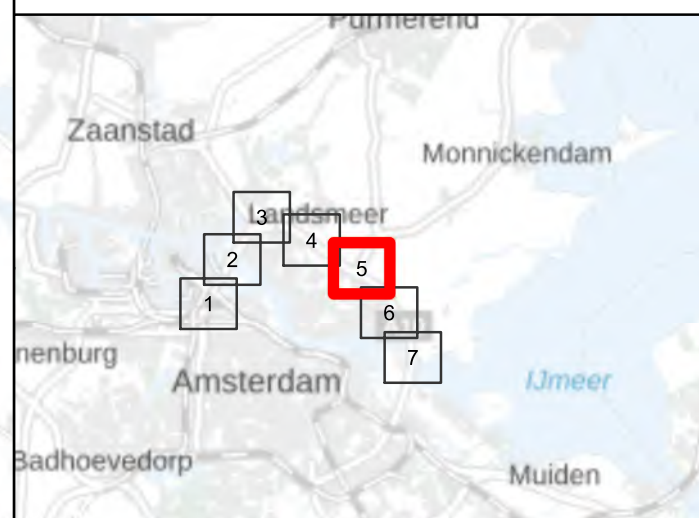 Purmerend
Zaanstad
Monnickendam
3
Landsmeer
4
2
5
1
6
7
nenburg
Amsterdam
IJmeer
Badhoevedorp
Muiden